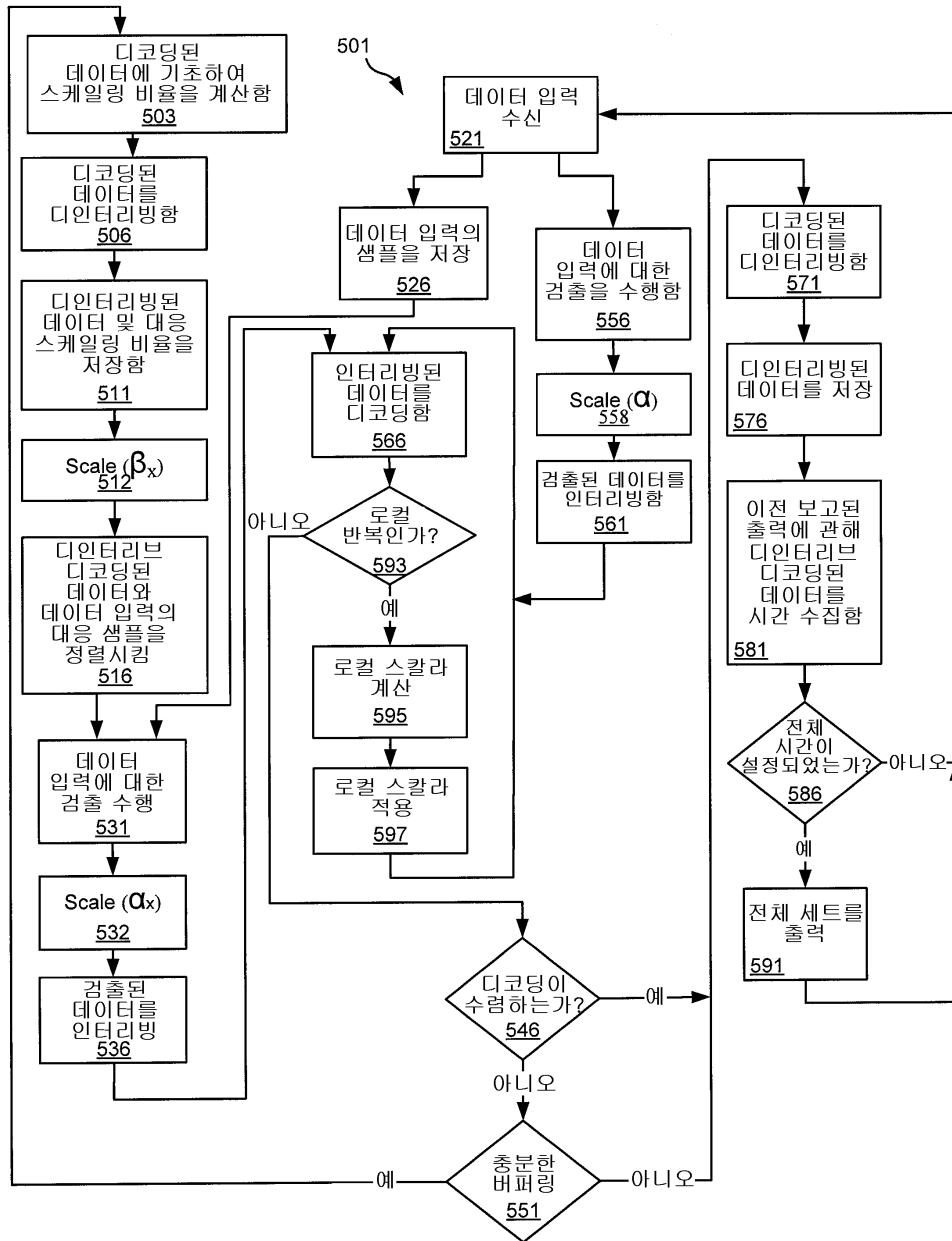 501
디코딩된
데이터에 기초하여
스케일링 비율을 계산함
503
디코딩된
데이터를
디인터리빙함
506
디인터리빙된
데이터 및 대응
스케일링 비율을
저장함
511
Scale (βx)
512
디인터리브
디코딩된
데이터와
데이터 입력의
대응 샘플을
정렬시킴
516
데이터
입력에 대한
검출 수행
531
Scale (αx)
532
검출된
데이터를
인터리빙
536
데이터 입력
수신
521
데이터 입력의
샘플을 저장
526
데이터
입력에 대한
검출을 수행함
556
Scale (α)
558
검출된 데이터를
인터리빙함
561
인터리빙된
데이터를
디코딩함
566
로컬
반복인가?
593
아니오
예
로컬 스칼라
계산
595
로컬 스칼라
적용
597
디코딩이
수렴하는가?
546
예
아니오
충분한
버퍼링
551
예
아니오
디코딩된
데이터를
디인터리빙함
571
디인터리빙된
데이터를 저장
576
이전 보고된
출력에 관해
디인터리브
디코딩된
데이터를
시간 수집함
581
전체
시간이
설정되었는가?
586
아니오
예
전체 세트를
출력
591